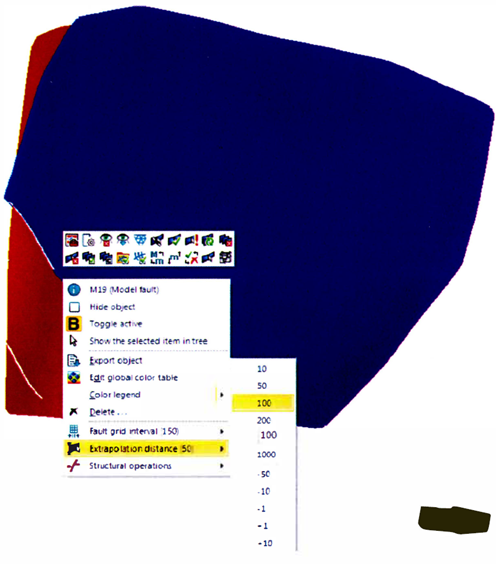 M19 (Model fault)
Hide object
B Toggle active
Show the selected item in tree
Export object
Edit global color table
Color legend
Delete ...
Fault grid interval (150)
Extrapolation distance (50)
Structural operations
10
50
100
200
100
1000
-50
-10
-1
+1
+10